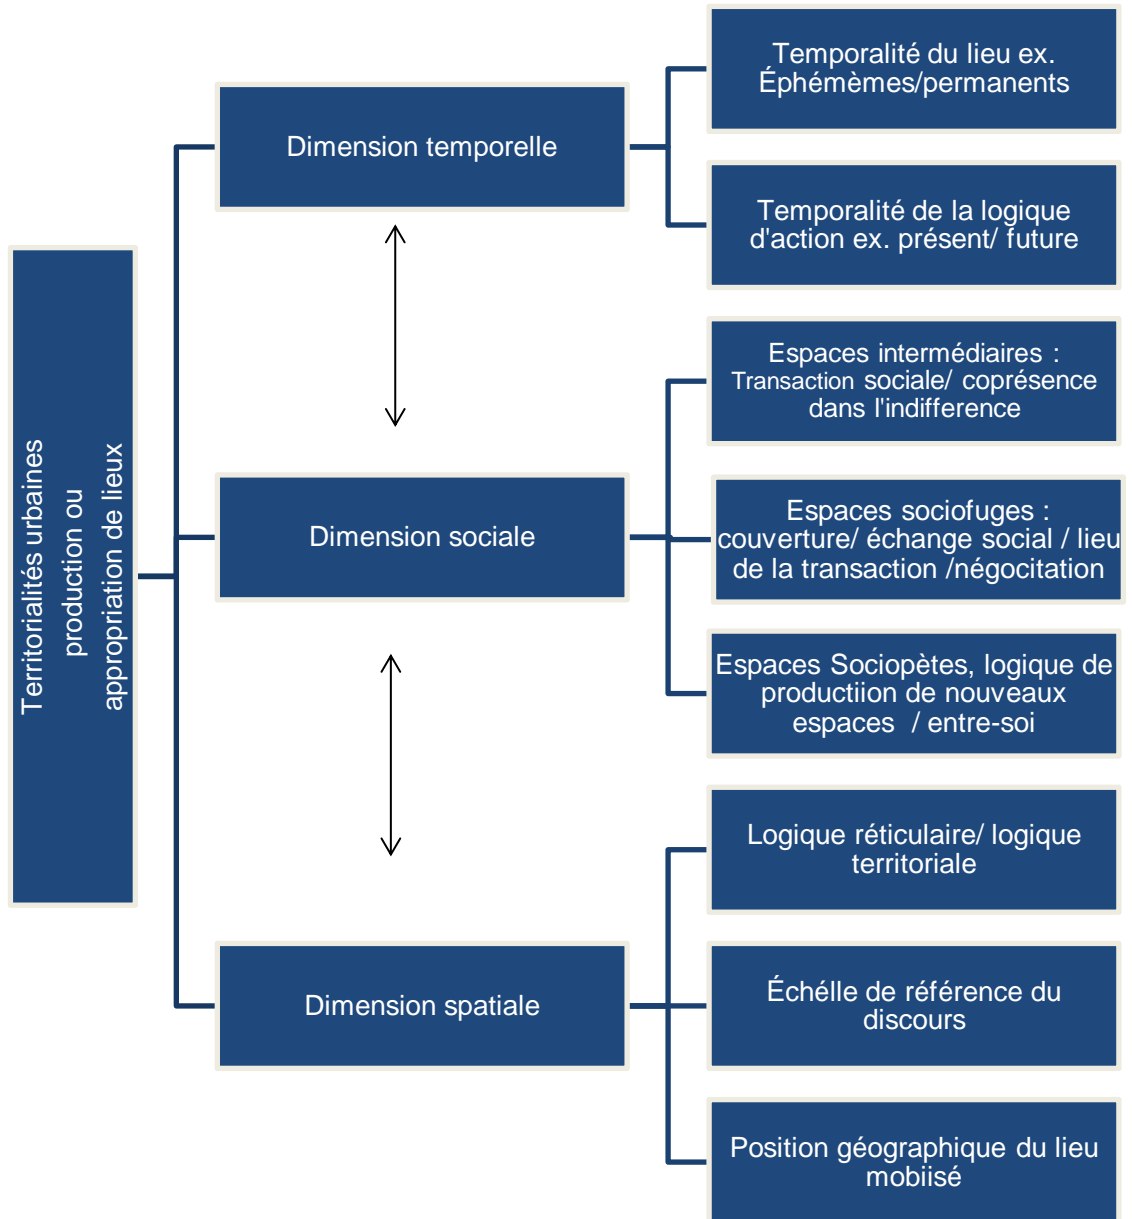 Territorialités urbaines
production ou
appropriation de lieux
Dimension temporelle
Temporalité du lieu ex.
Éphémèmes/permanents
Temporalité de la logique
d'action ex. présent/ future
Dimension sociale
Espaces intermédiaires :
Transaction sociale/ coprésence
dans l'indifference
Espaces sociofuges :
couverture/ échange social / lieu
de la transaction /négocitation
Espaces Sociopètes, logique de
productiion de nouveaux
espaces / entre-soi
Dimension spatiale
Logique réticulaire/ logique
territoriale
Échélle de référence du
discours
Position géographique du lieu
mobiisé